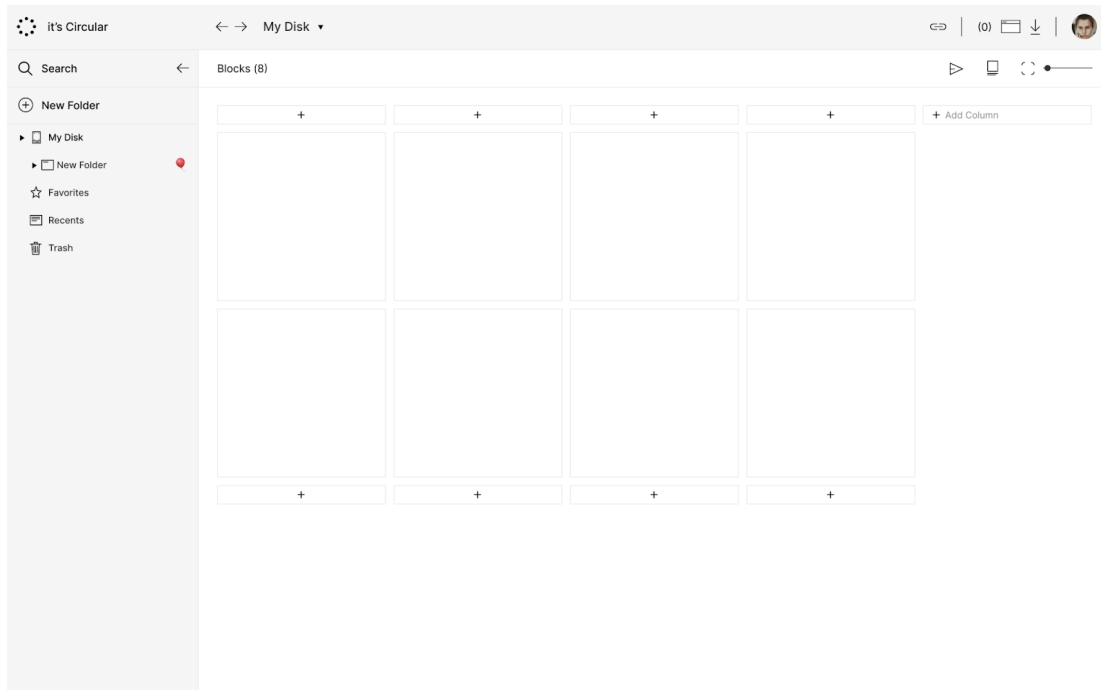 it's Circular
My Disk
(0)
Search
Blocks (8)
New Folder
+ + + + + Add Column
My Disk
New Folder
Favorites
Recents
Trash
+ + + +